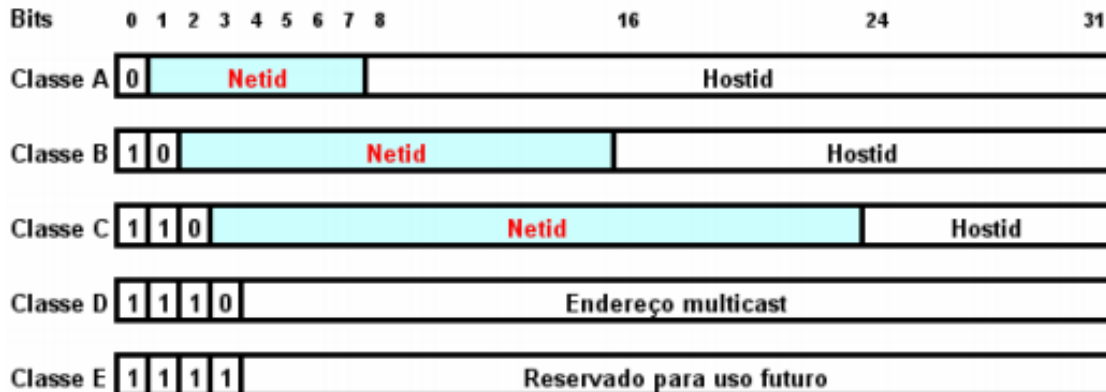 Bits 0 1 2 3 4 5 6 7 8 16 24 31
Classe A 0 Netid Hostid
Classe B 1 0 Netid Hostid
Classe C 1 1 0 Netid Hostid
Classe D 1 1 1 0 Endereço multicast
Classe E 1 1 1 1 Reservado para uso futuro